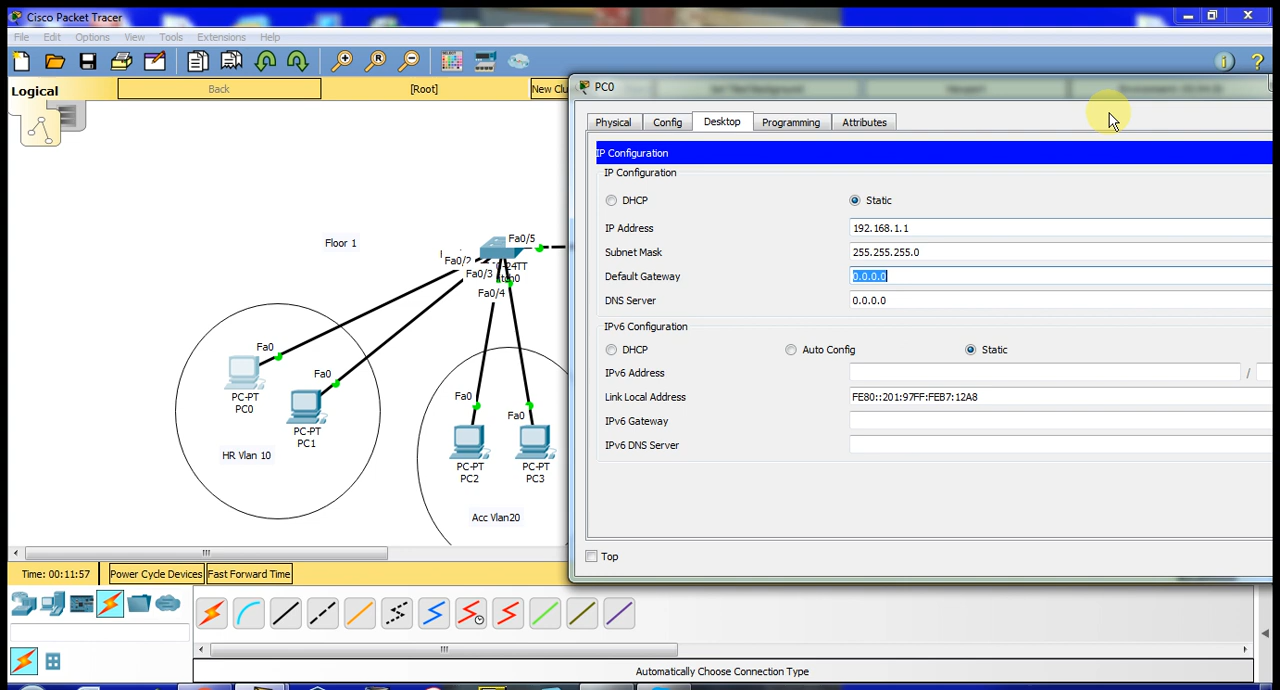 Cisco Packet Tracer
File Edit Options View Tools Extensions Help
Logical
Back
[Root]
New Clu
PC0
Physical Config Desktop Programming Attributes
IP Configuration
IP Configuration
DHCP Static
IP Address 192.168.1.1
Subnet Mask 255.255.255.0
Default Gateway 0.0.0.0
DNS Server 0.0.0.0
IPv6 Configuration
DHCP Auto Config Static
IPv6 Address /
Link Local Address FE80::201:97FF:FEB7:12A8
IPv6 Gateway
IPv6 DNS Server
Top
Floor 1
Fa0/5
Fa0/2
Fa0/3
Fa0/4
Fa0
PC-PT
PC0
Fa0
PC-PT
PC1
HR Vlan 10
Fa0
PC-PT
PC2
Fa0
PC-PT
PC3
Acc Vlan20
Time: 00:11:57 Power Cycle Devices Fast Forward Time
Automatically Choose Connection Type